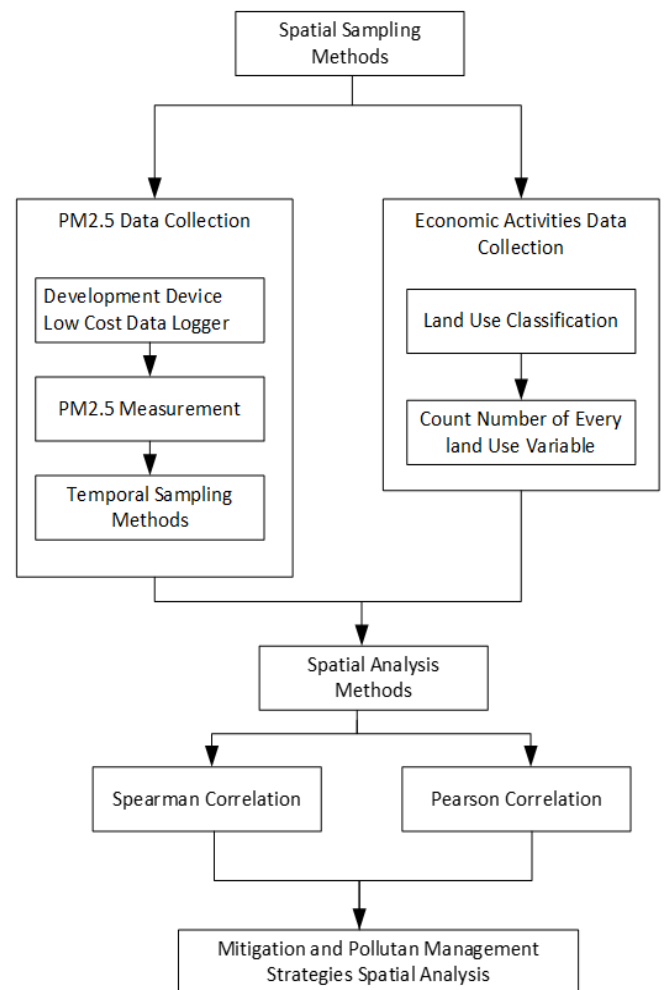 Spatial Sampling
Methods
PM2.5 Data Collection
Development Device
Low Cost Data Logger
PM2.5 Measurement
Temporal Sampling
Methods
Economic Activities Data
Collection
Land Use Classification
Count Number of Every
land Use Variable
Spatial Analysis
Methods
Spearman Correlation
Pearson Correlation
Mitigation and Pollutan Management
Strategies Spatial Analysis